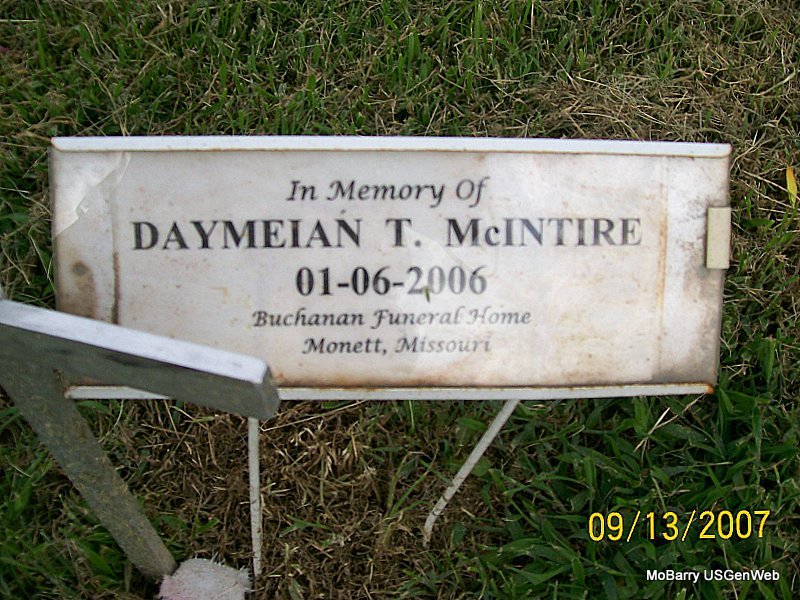 In Memory Of
DAYMEIAN T. McINTIRE
01-06-2006
Buchanan Funeral Home
Monett, Missouri
09/13/2007
MoBarry USGenWeb